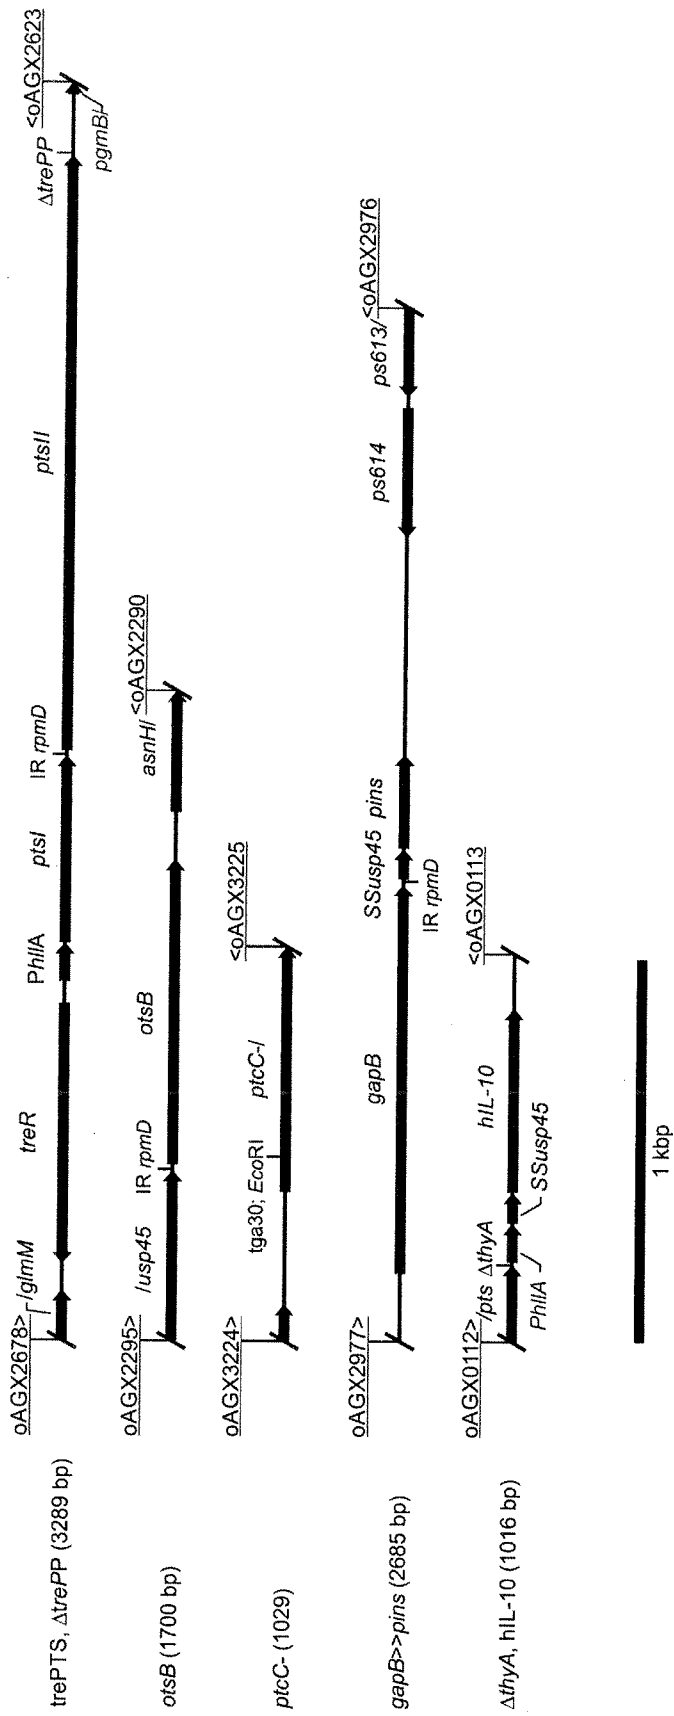 trePTS, ΔtrePP (3289 bp)
oAGX2678>
/glmM
treR
PhllA
ptsI
IR rpmD
ptsII
ΔtrePP
<oAGX2623
pgmB/
otsB (1700 bp)
oAGX2295>
/usp45
IR rpmD
otsB
asnH/
<oAGX2290
ptcC- (1029)
oAGX3224>
tga30; EcoRI
ptcC-/
<oAGX3225
gapB>>pins (2685 bp)
oAGX2977>
gapB
IR rpmD
SSusp45
pins
ps614
ps613/
<oAGX2976
ΔthyA, hIL-10 (1016 bp)
oAGX0112>
/pts
ΔthyA
PhllA
SSusp45
hIL-10
<oAGX0113
1 kbp